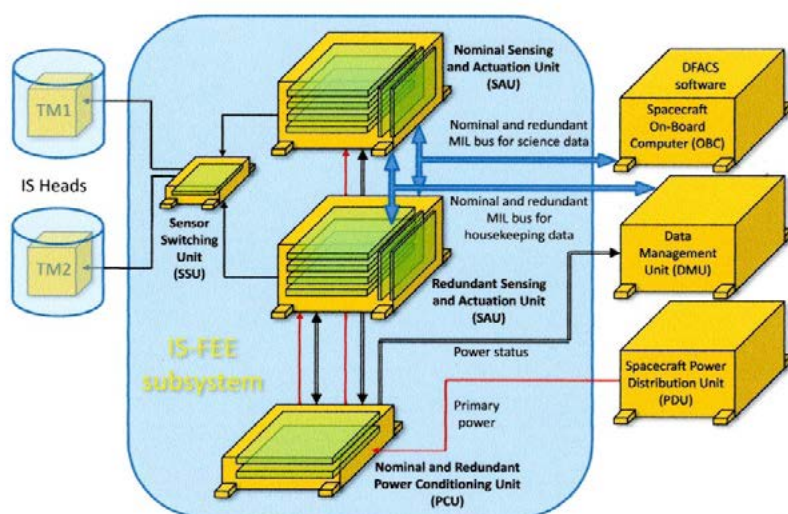 Nominal Sensing
and Actuation Unit
(SAU)
DFACS
software
Spacecraft
On-Board
Computer (OBC)
TM1
Nominal and redundant
MIL bus for science data
IS Heads
Sensor
Switching
Unit
(SSU)
Nominal and redundant
MIL bus for
housekeeping data
Data
Management
Unit (DMU)
TM2
Redundant Sensing
and Actuation Unit
(SAU)
IS-FEE
subsystem
Power status
Spacecraft Power
Distribution Unit
(PDU)
Primary
power
Nominal and Redundant
Power Conditioning Unit
(PCU)